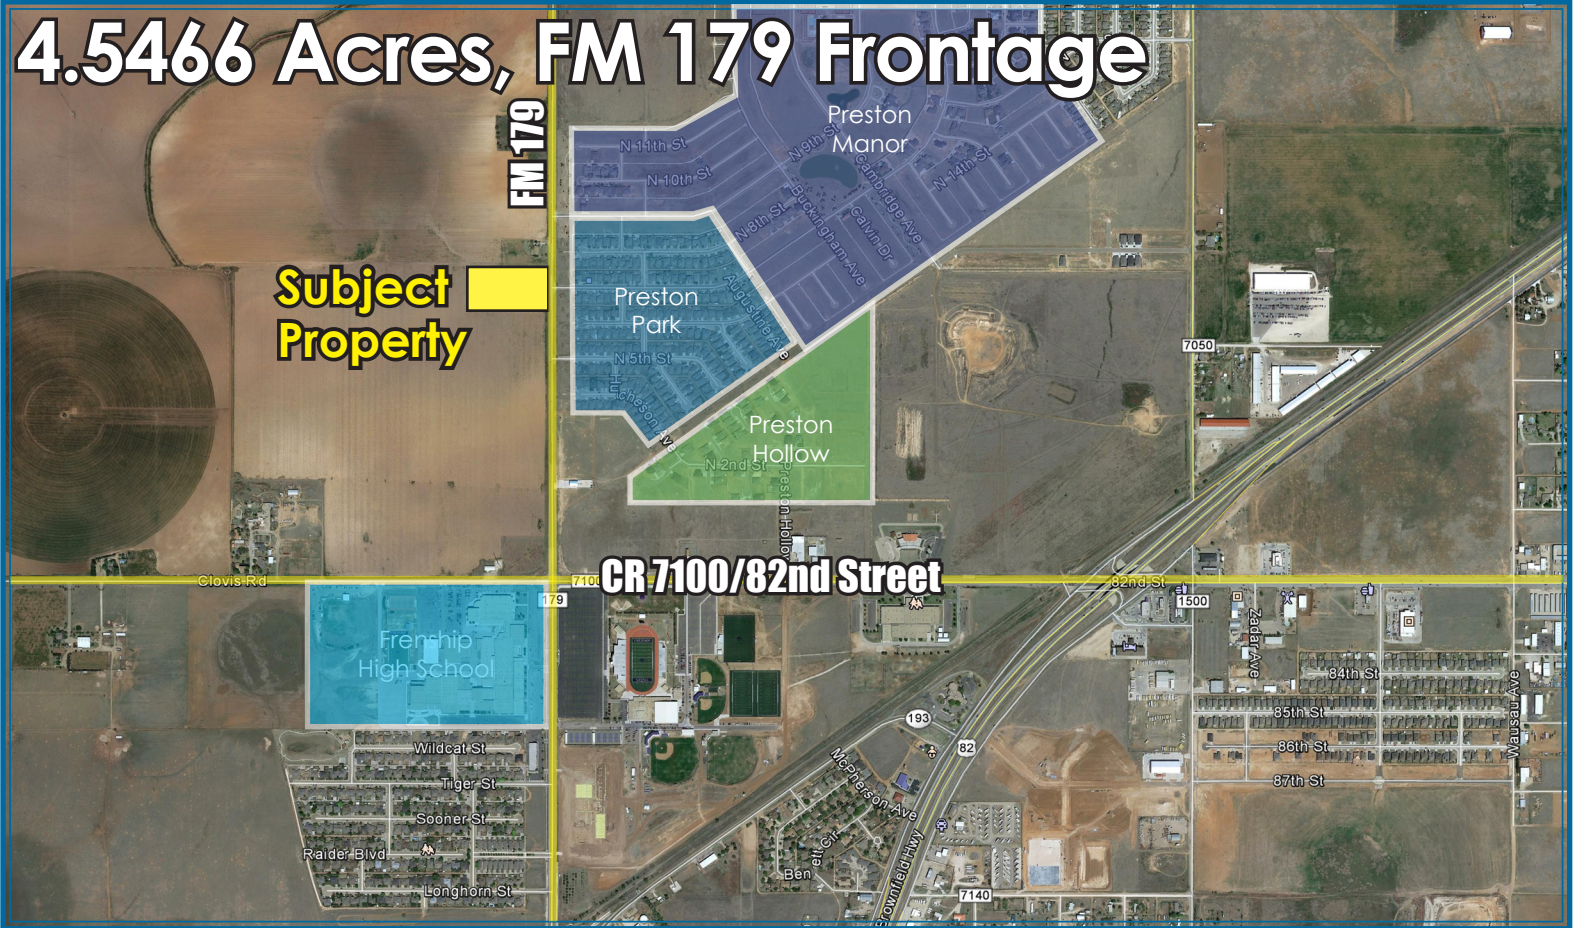 4.5466 Acres, FM 179 Frontage
FM 179
Preston
Manor
N 11th St
N 10th St
N 9th St
N 8th St
N 14th St
Cambridge Ave
Calvin Dr
Buckingham Ave
Subject
Property
Preston
Park
Augustine Ave
N 5th St
Hutcheson Ave
7050
Preston
Hollow
N 2nd St
Preston Hollow
Clovis Rd
7100
CR 7100/82nd Street
82nd St
179
1500
Frenship
High School
Zadar Ave
84th St
85th St
86th St
87th St
Wausau Ave
193
82
Wildcat St
Tiger St
Sooner St
Raider Blvd
Longhorn St
McPherson Ave
Bennett Cir
Brownfield Hwy
7140